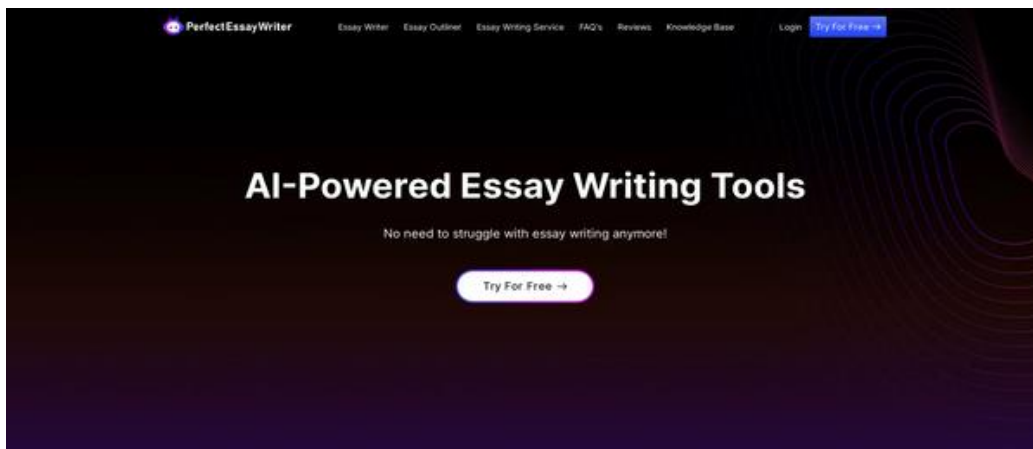 PerfectEssayWriter Essay Writer Essay Outliner Essay Writing Service FAQ's Reviews Knowledge Base Login Try For Free →
AI-Powered Essay Writing Tools
No need to struggle with essay writing anymore!
Try For Free →